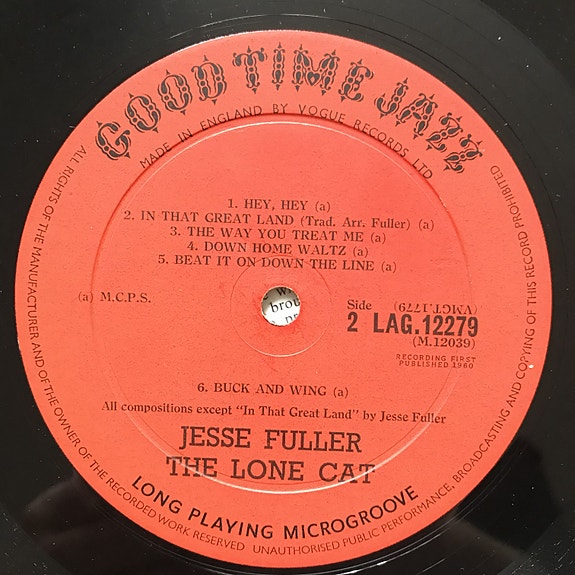 GOOD TIME JAZZ
MADE IN ENGLAND BY VOGUE RECORDS LTD
1. HEY, HEY (a)
2. IN THAT GREAT LAND (Trad. Arr. Fuller) (a)
3. THE WAY YOU TREAT ME (a)
4. DOWN HOME WALTZ (a)
5. BEAT IT ON DOWN THE LINE (a)
(a) M.C.P.S.
brou
Side (VMGT.1779)
2 LAG.12279
(M.12039)
RECORDING FIRST
PUBLISHED 1960
6. BUCK AND WING (a)
All compositions except "In That Great Land" by Jesse Fuller
JESSE FULLER
THE LONE CAT
LONG PLAYING MICROGROOVE
ALL RIGHTS OF THE MANUFACTURER AND OF THE OWNER OF THE RECORDED WORK RESERVED UNAUTHORISED PUBLIC PERFORMANCE, BROADCASTING AND COPYING OF THIS RECORD PROHIBITED